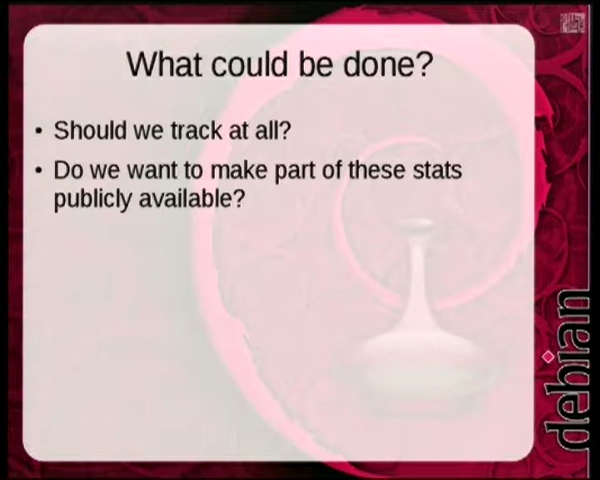 What could be done?
• Should we track at all?
• Do we want to make part of these stats
publicly available?
debian